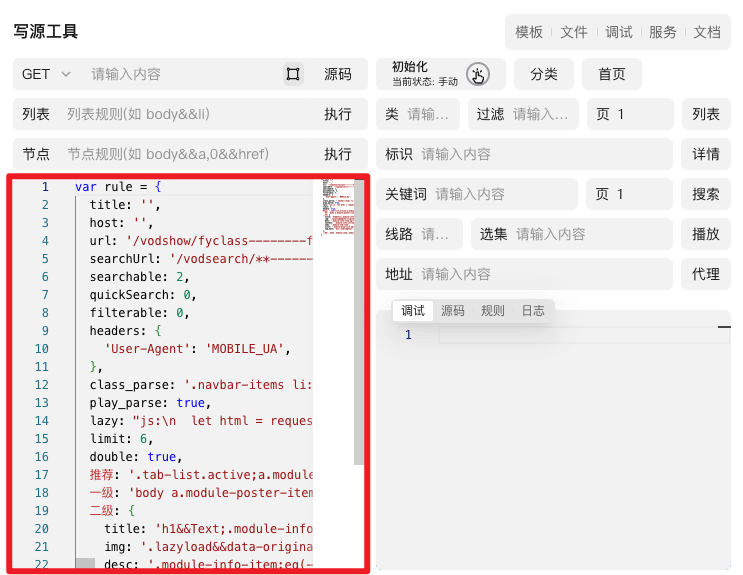 写源工具
模板 文件 调试 服务 文档
GET 请输入内容 源码
初始化
当前状态: 手动
分类 首页
列表 列表规则(如 body&&li) 执行
类 请输... 过滤 请输入... 页 1 列表
节点 节点规则(如 body&&a,0&&href) 执行
标识 请输入内容 详情
关键词 请输入内容 页 1 搜索
线路 请... 选集 请输入内容 播放
地址 请输入内容 代理
调试 源码 规则 日志
1
1 var rule = {
2 title: '',
3 host: '',
4 url: '/vodshow/fyclass--------f
5 searchUrl: '/vodsearch/**------
6 searchable: 2,
7 quickSearch: 0,
8 filterable: 0,
9 headers: {
10 'User-Agent': 'MOBILE_UA',
11 },
12 class_parse: '.navbar-items li:
13 play_parse: true,
14 lazy: "js:\n let html = reques
15 limit: 6,
16 double: true,
17 推荐: '.tab-list.active;a.module
18 一级: 'body a.module-poster-item
19 二级: {
20 title: 'h1&&Text;.module-info
21 img: '.lazyload&&data-origina
22 desc: '.module-info-item:eq(-